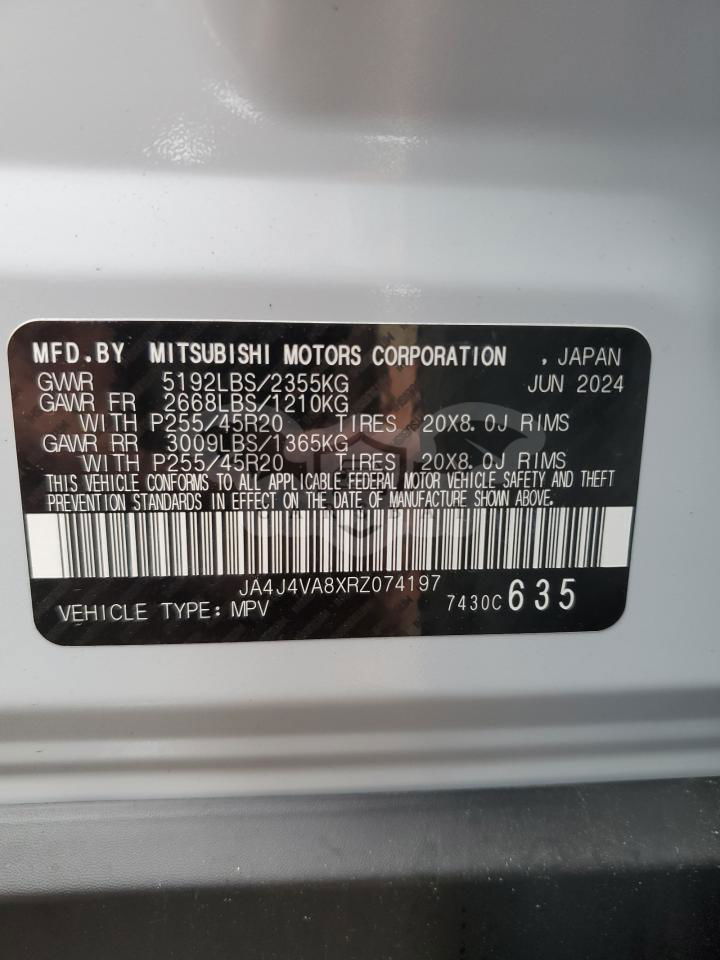 MFD.BY MITSUBISHI MOTORS CORPORATION , JAPAN
GWWR 5192LBS/2355KG JUN 2024
GAWR FR 2668LBS/1210KG
WITH P255/45R20 TIRES 20X8.0J RIMS
GAWR RR 3009LBS/1365KG
WITH P255/45R20 TIRES 20X8.0J RIMS
THIS VEHICLE CONFORMS TO ALL APPLICABLE FEDERAL MOTOR VEHICLE SAFETY AND THEFT
PREVENTION STANDARDS IN EFFECT ON THE DATE OF MANUFACTURE SHOWN ABOVE.
JA4J4VA8XRZ074197
VEHICLE TYPE: MPV 7430C 635